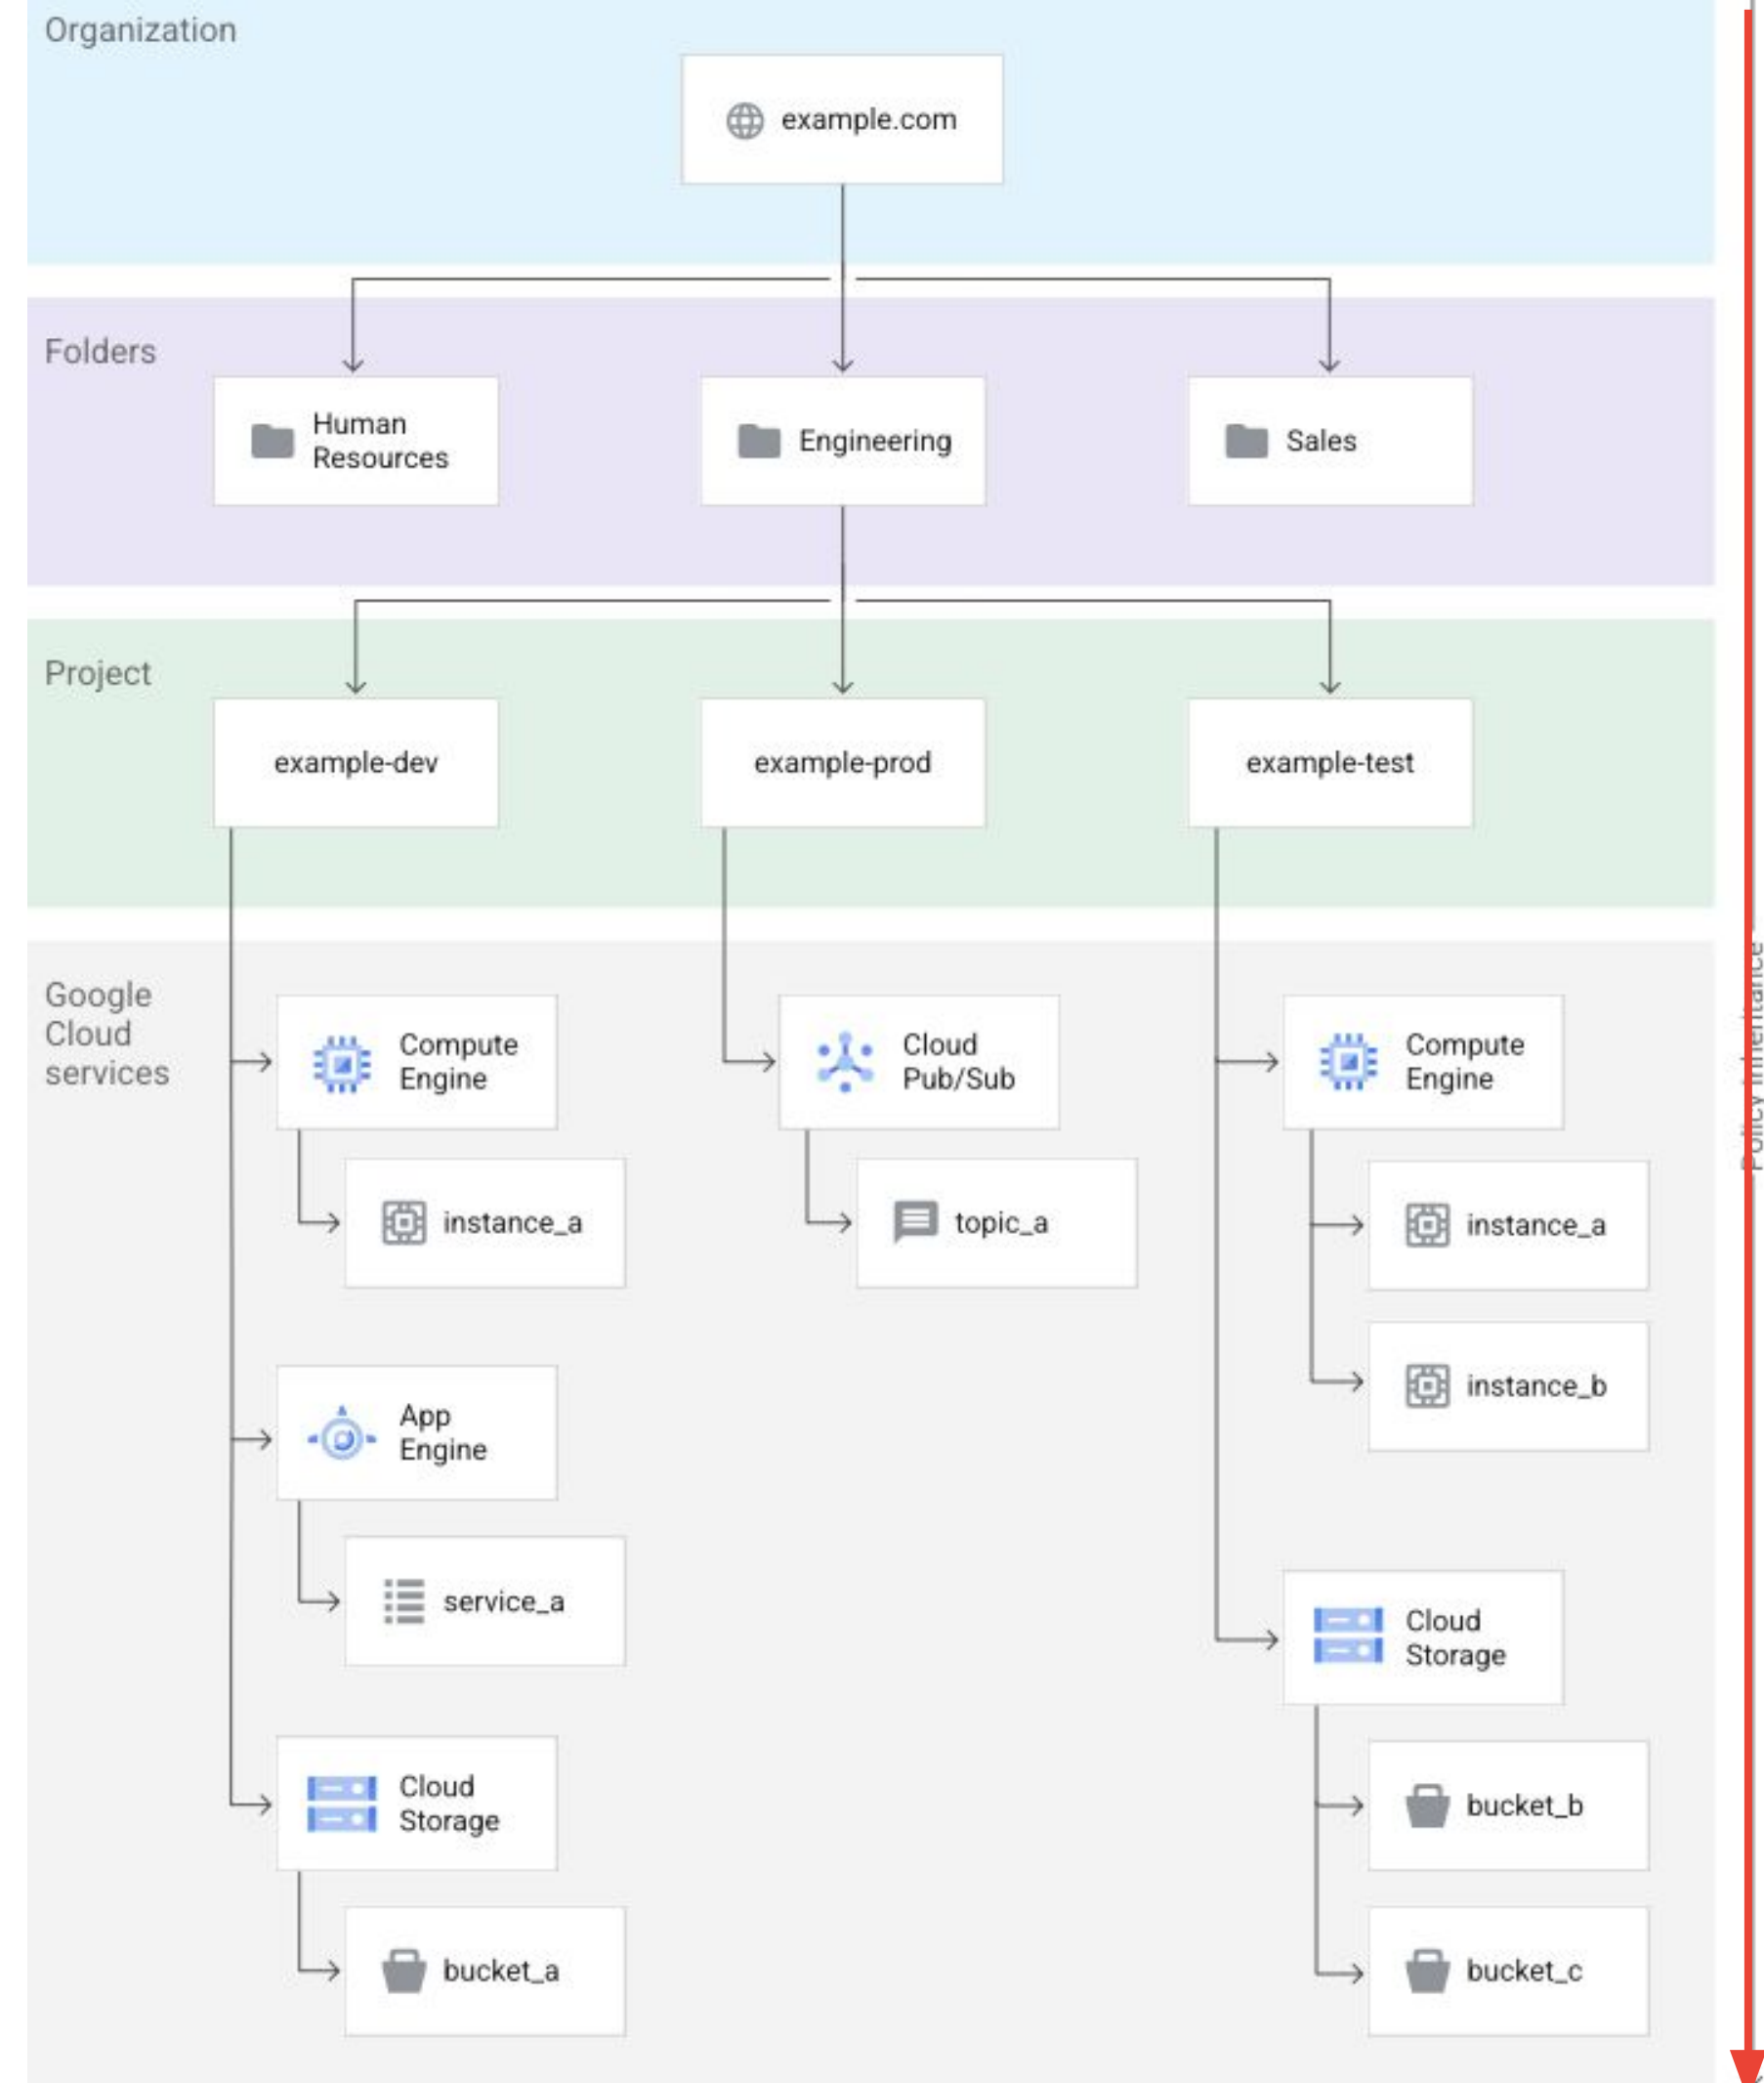 Organization
example.com
Folders
Human
Resources
Engineering
Sales
Project
example-dev
example-prod
example-test
Google
Cloud
services
Compute
Engine
Cloud
Pub/Sub
Compute
Engine
instance_a
topic_a
instance_a
instance_b
App
Engine
service_a
Cloud
Storage
Cloud
Storage
bucket_b
bucket_a
bucket_c
Policy Inheritance